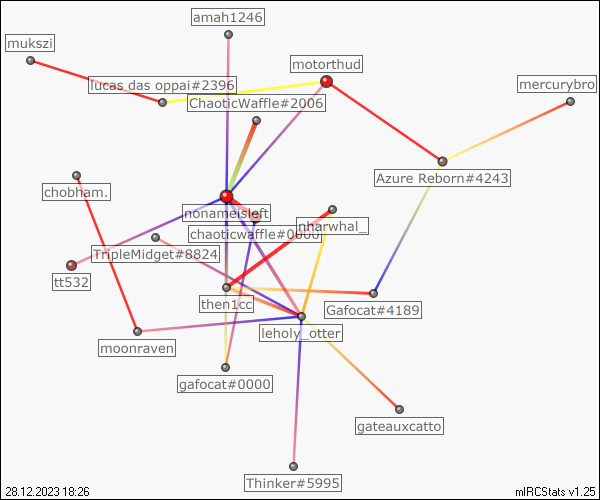 amah1246
mukszi
motorthud
lucas das oppai#2396
mercurybro
ChaoticWaffle#2006
Azure Reborn#4243
chobham.
nonameisleft
nharwhal_
chaoticwaffle#0000
TripleMidget#8824
tt532
then1cc
Gafocat#4189
leholy_otter
moonraven
gafocat#0000
gateauxcatto
Thinker#5995
28.12.2023 18:26
mIRCStats v1.25